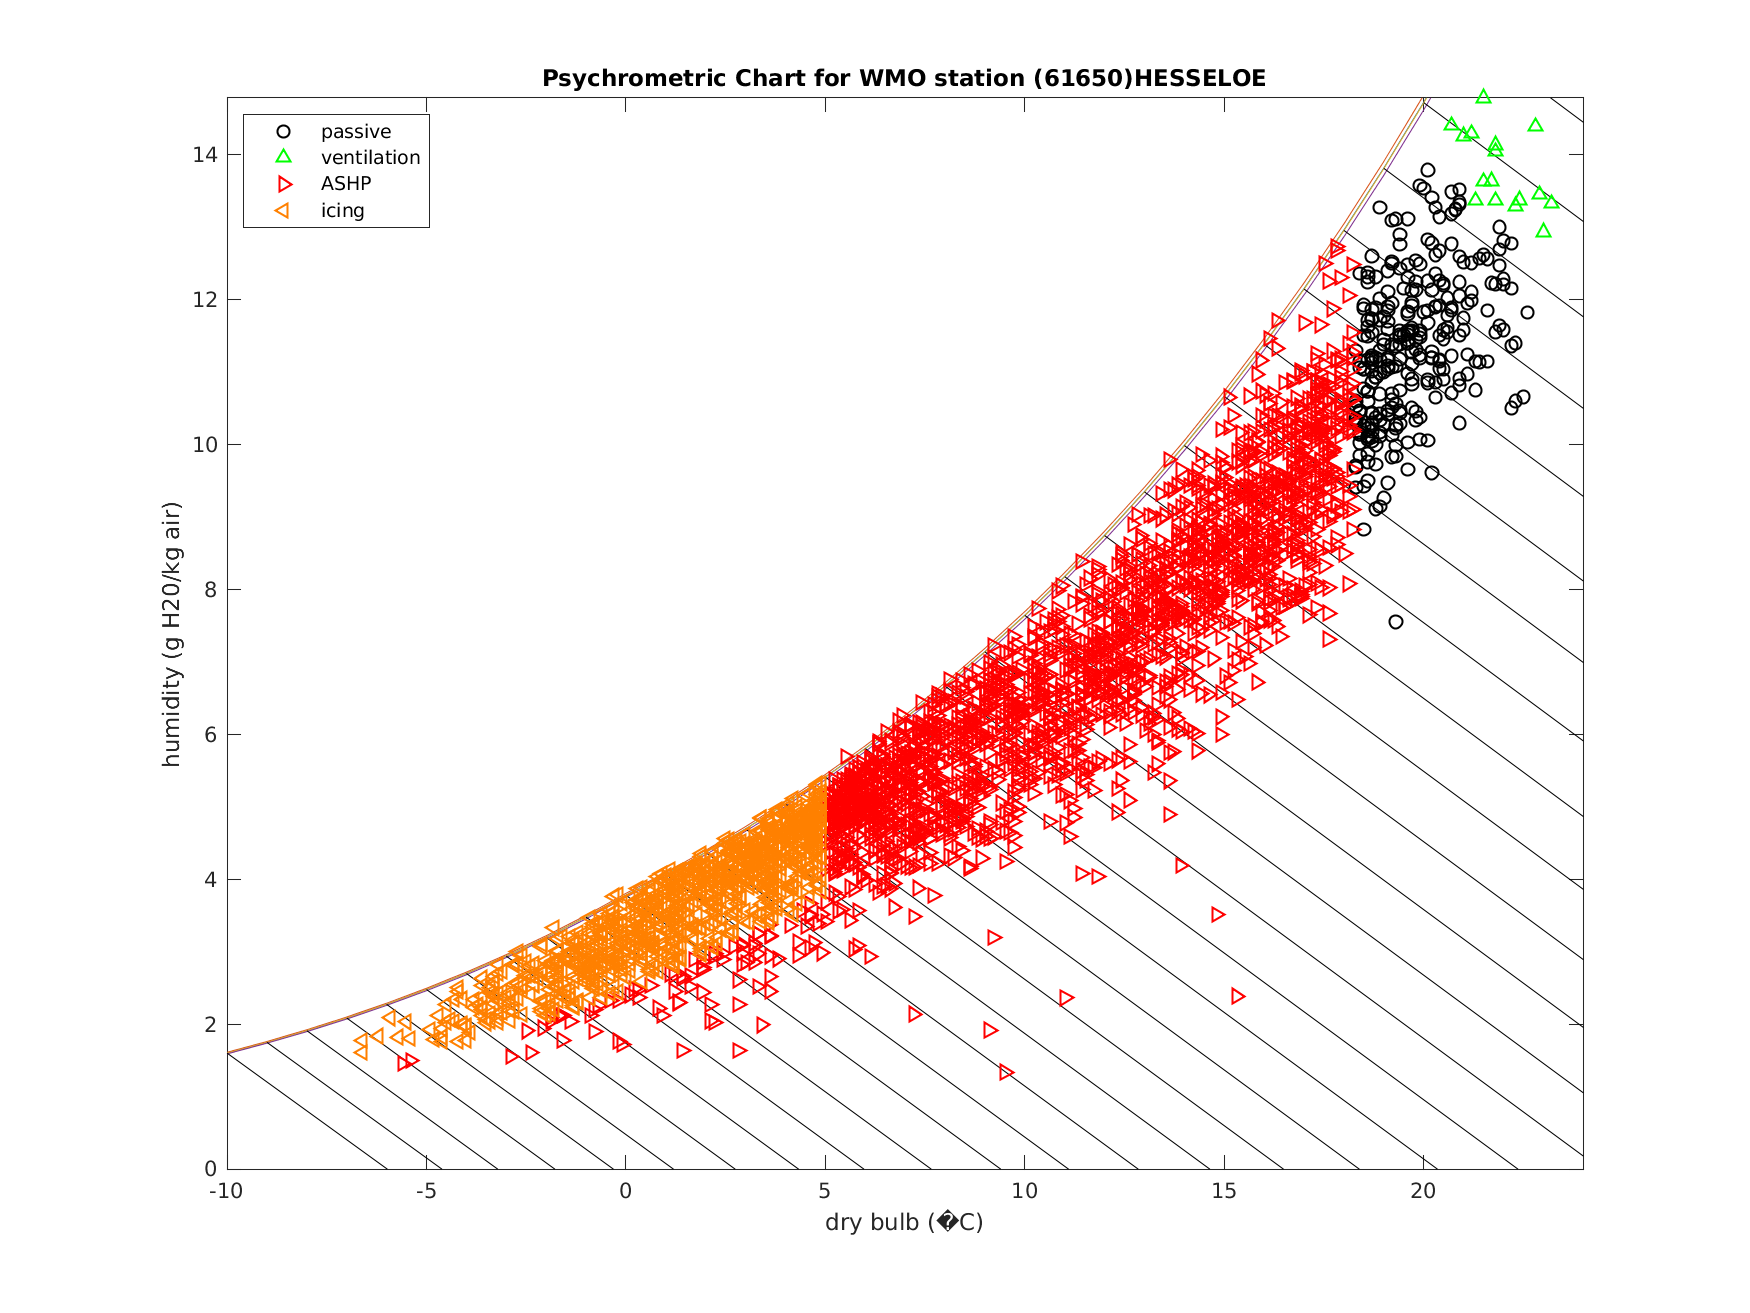 Psychrometric Chart for WMO station (61650)HESSELOE
passive
ventilation
ASHP
icing
14
12
10
8
6
4
2
0
humidity (g H20/kg air)
-10
-5
0
5
10
15
20
dry bulb (�C)